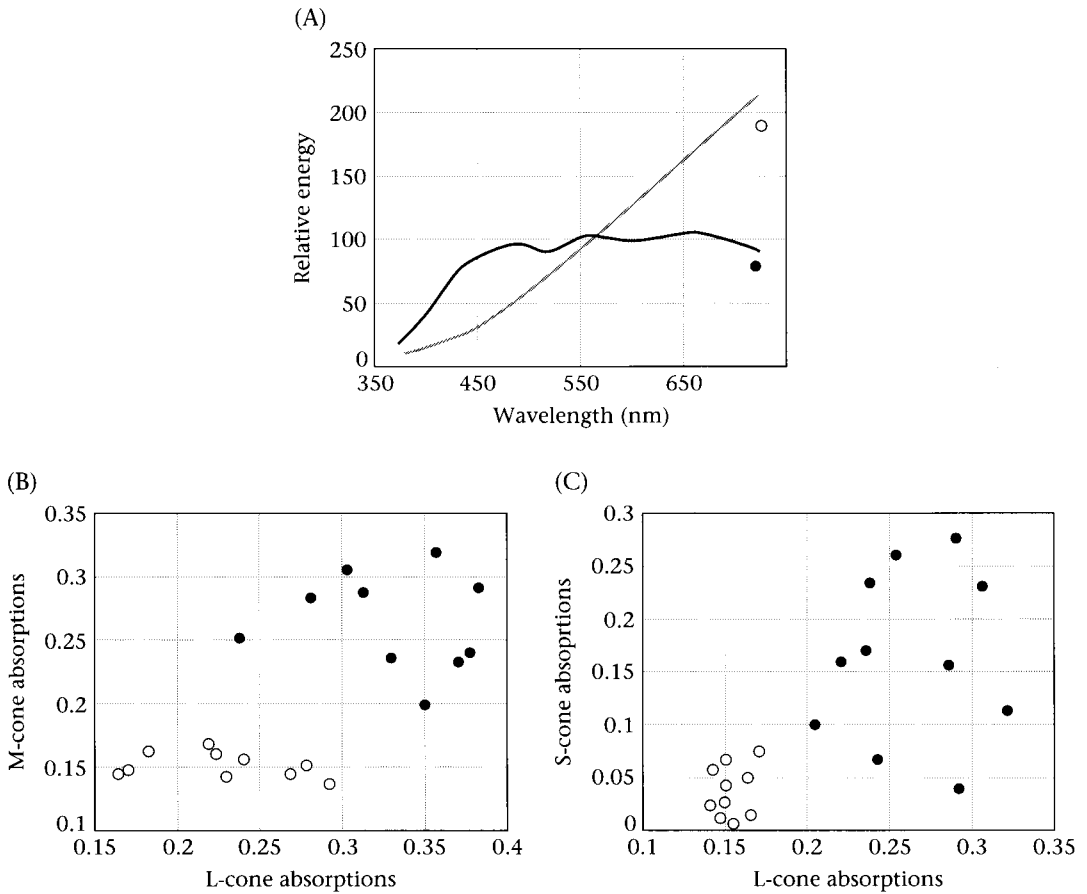 (A)
250
200
150
100
50
0
Relative energy
350 450 550 650
Wavelength (nm)
(B)
0.35
0.3
0.25
0.2
0.15
0.1
M-cone absorptions
0.15 0.2 0.25 0.3 0.35 0.4
L-cone absorptions
(C)
0.3
0.25
0.2
0.15
0.1
0.05
0
S-cone absoprtions
0.1 0.15 0.2 0.25 0.3 0.35
L-cone absorptions